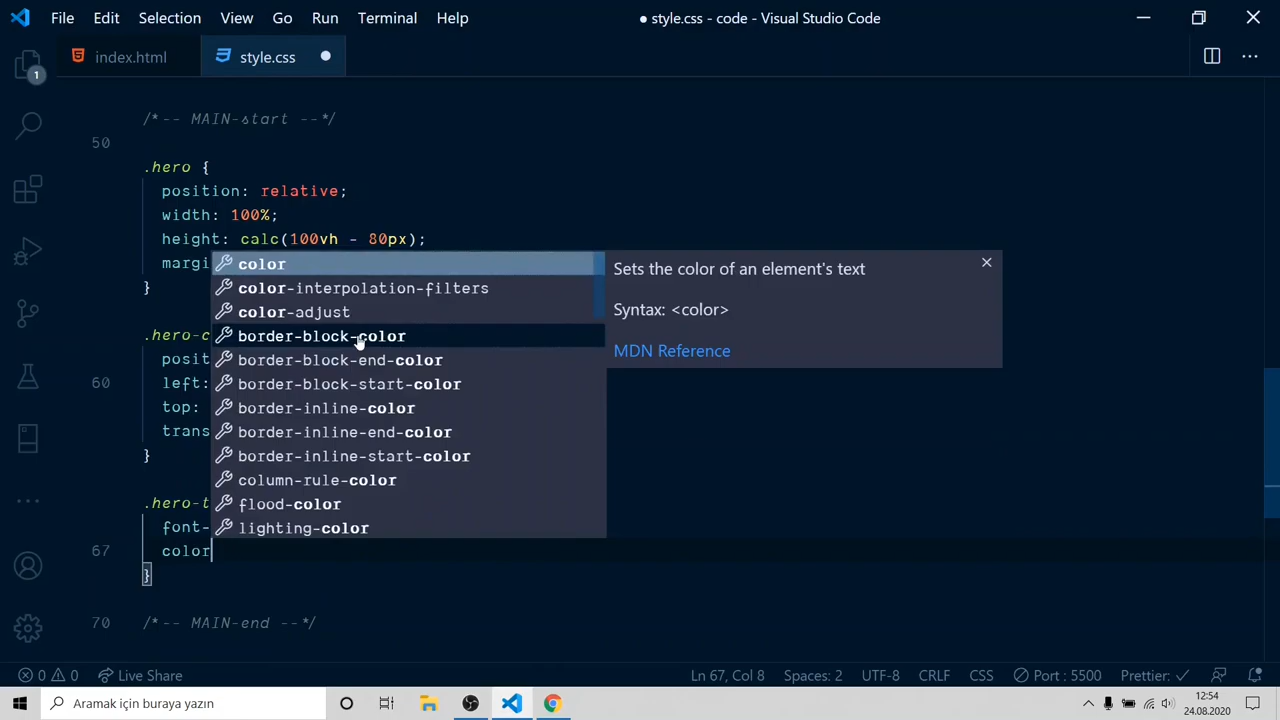 File Edit Selection View Go Run Terminal Help ● style.css - code - Visual Studio Code
index.html style.css
1
/*-- MAIN-start --*/
50
.hero {
position: relative;
width: 100%;
height: calc(100vh - 80px);
margi
}
color
color-interpolation-filters
color-adjust
border-block-color
border-block-end-color
border-block-start-color
border-inline-color
border-inline-end-color
border-inline-start-color
column-rule-color
flood-color
lighting-color
Sets the color of an element's text
Syntax: <color>
MDN Reference
.hero-c
posit
60 left:
top:
trans
}
.hero-t
font-
67 color
}
70 /*-- MAIN-end --*/
0 0 Live Share Ln 67, Col 8 Spaces: 2 UTF-8 CRLF CSS Port : 5500 Prettier: ✓
Aramak için buraya yazın 12:54
24.08.2020